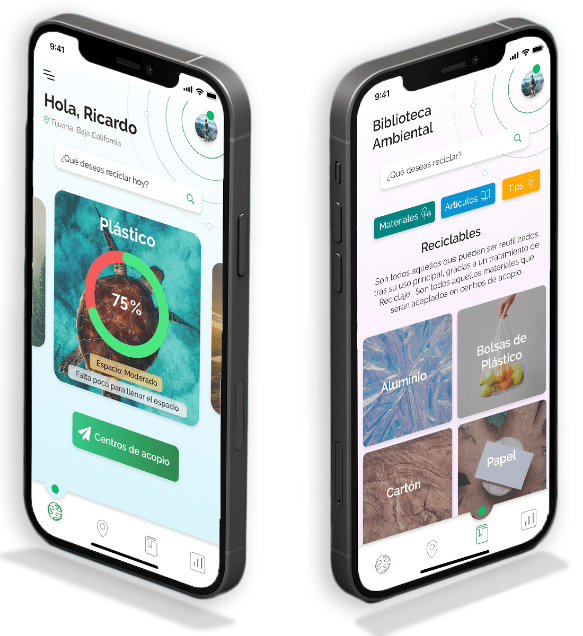 9:41
Hola, Ricardo
Tijuana, Baja California
¿Qué deseas reciclar hoy?
Plástico
75%
Espacio: Moderado
Falta poco para llenar el espacio
Centros de acopio
9:41
Biblioteca
Ambiental
¿Qué deseas reciclar?
Materiales
Artículos
Tips
Reciclables
Son todos aquellos que pueden ser reutilizados
tras su uso principal, gracias a un tratamiento de
Reciclaje. Son todos aquellos materiales que
serán aceptados en centros de acopio.
Aluminio
Bolsas de
Plástico
Cartón
Papel